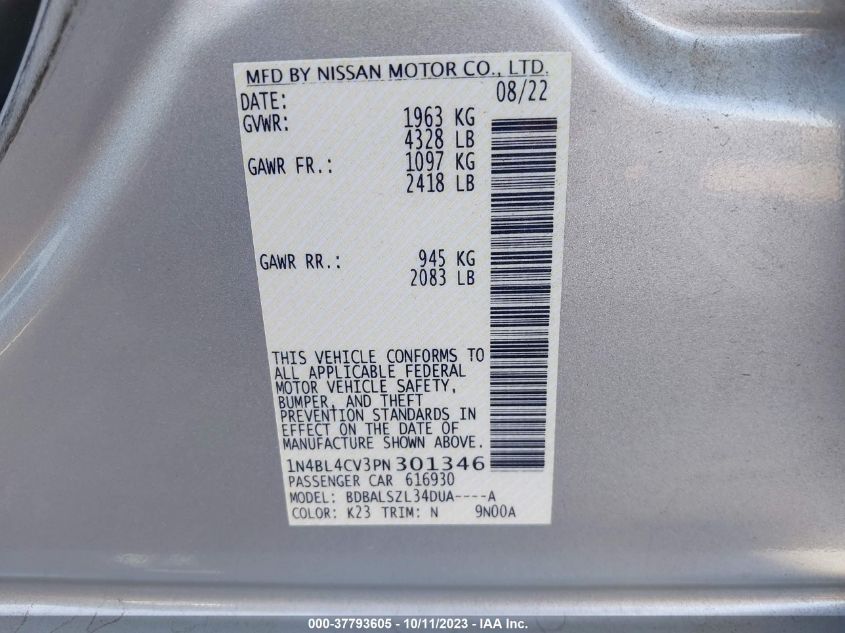 MFD BY NISSAN MOTOR CO., LTD.
DATE: 08/22
GVWR: 1963 KG
4328 LB
GAWR FR.: 1097 KG
2418 LB
GAWR RR.: 945 KG
2083 LB
THIS VEHICLE CONFORMS TO
ALL APPLICABLE FEDERAL
MOTOR VEHICLE SAFETY,
BUMPER, AND THEFT
PREVENTION STANDARDS IN
EFFECT ON THE DATE OF
MANUFACTURE SHOWN ABOVE.
1N4BL4CV3PN301346
PASSENGER CAR 616930
MODEL: BDBALSZL34DUA----A
COLOR: K23 TRIM: N 9N00A
000-37793605 - 10/11/2023 - IAA Inc.